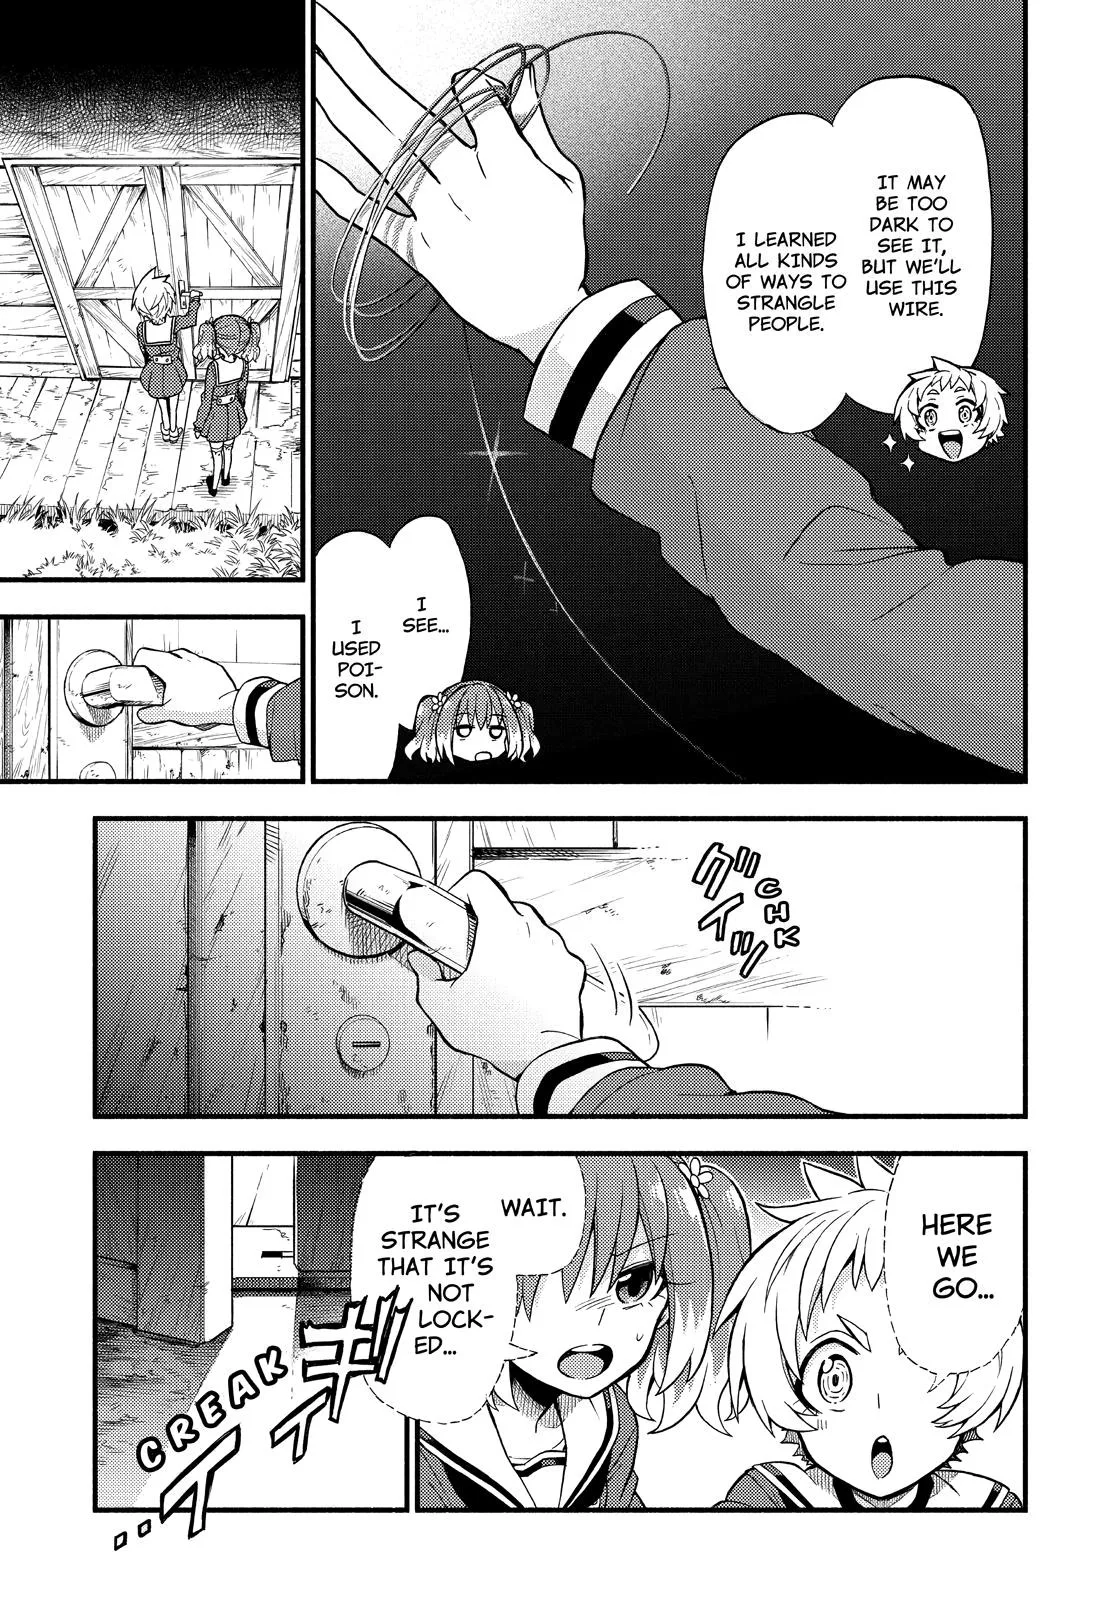 IT MAY
BE TOO
DARK TO
SEE IT,
BUT WE'LL
USE THIS
WIRE.
I LEARNED
ALL KINDS
OF WAYS TO
STRANGLE
PEOPLE.
I
SEE...
I
USED
POI-
SON.
グイッ
CHK
HERE
WE
GO...
WAIT.
IT'S
STRANGE
THAT IT'S
NOT
LOCK-
ED...
ギイイ...
CREAK